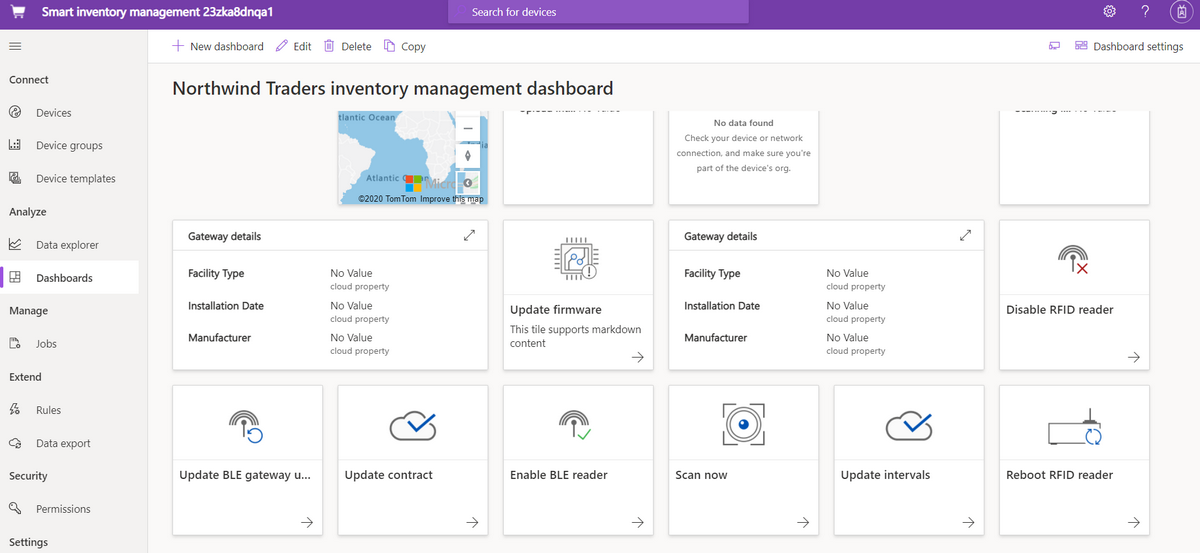 Smart inventory management 23zka8dnqa1
Search for devices
?
New dashboard
Edit
Delete
Copy
Dashboard settings
Connect
Devices
Device groups
Device templates
Analyze
Data explorer
Dashboards
Manage
Jobs
Extend
Rules
Data export
Security
Permissions
Settings
Northwind Traders inventory management dashboard
tlantic Ocean
Atlantic
©2020 TomTom Improve this map
No data found
Check your device or network
connection, and make sure you're
part of the device's org.
Gateway details
Facility Type
No Value
cloud property
Installation Date
No Value
cloud property
Manufacturer
No Value
cloud property
Update firmware
This tile supports markdown
content
Gateway details
Facility Type
No Value
cloud property
Installation Date
No Value
cloud property
Manufacturer
No Value
cloud property
Disable RFID reader
Update BLE gateway u...
Update contract
Enable BLE reader
Scan now
Update intervals
Reboot RFID reader